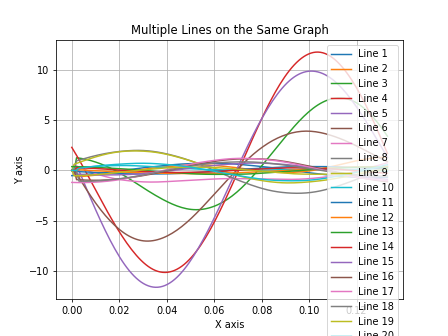 Multiple Lines on the Same Graph
Y axis
10
5
0
−5
−10
0.00
0.02
0.04
0.06
0.08
0.10
X axis
Line 1
Line 2
Line 3
Line 4
Line 5
Line 6
Line 7
Line 8
Line 9
Line 10
Line 11
Line 12
Line 13
Line 14
Line 15
Line 16
Line 17
Line 18
Line 19
Line 20